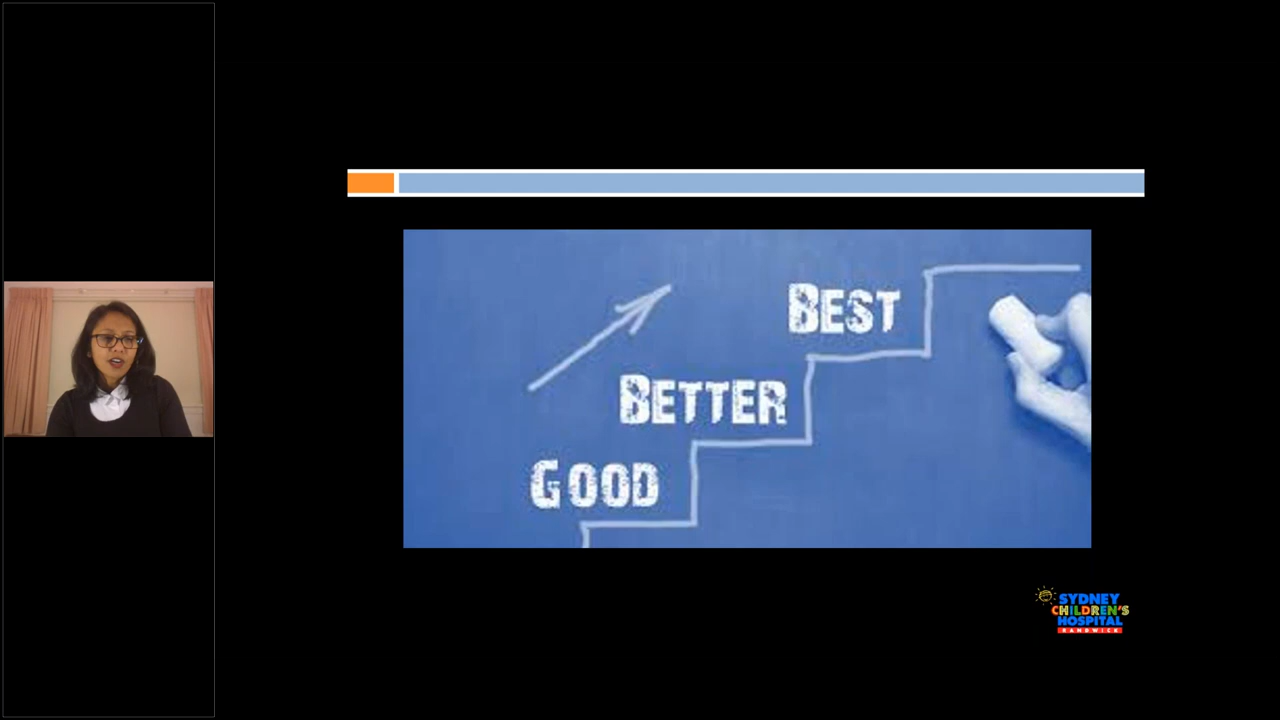 BEST
BETTER
GOOD
SYDNEY
CHILDREN'S
HOSPITAL
RANDWICK